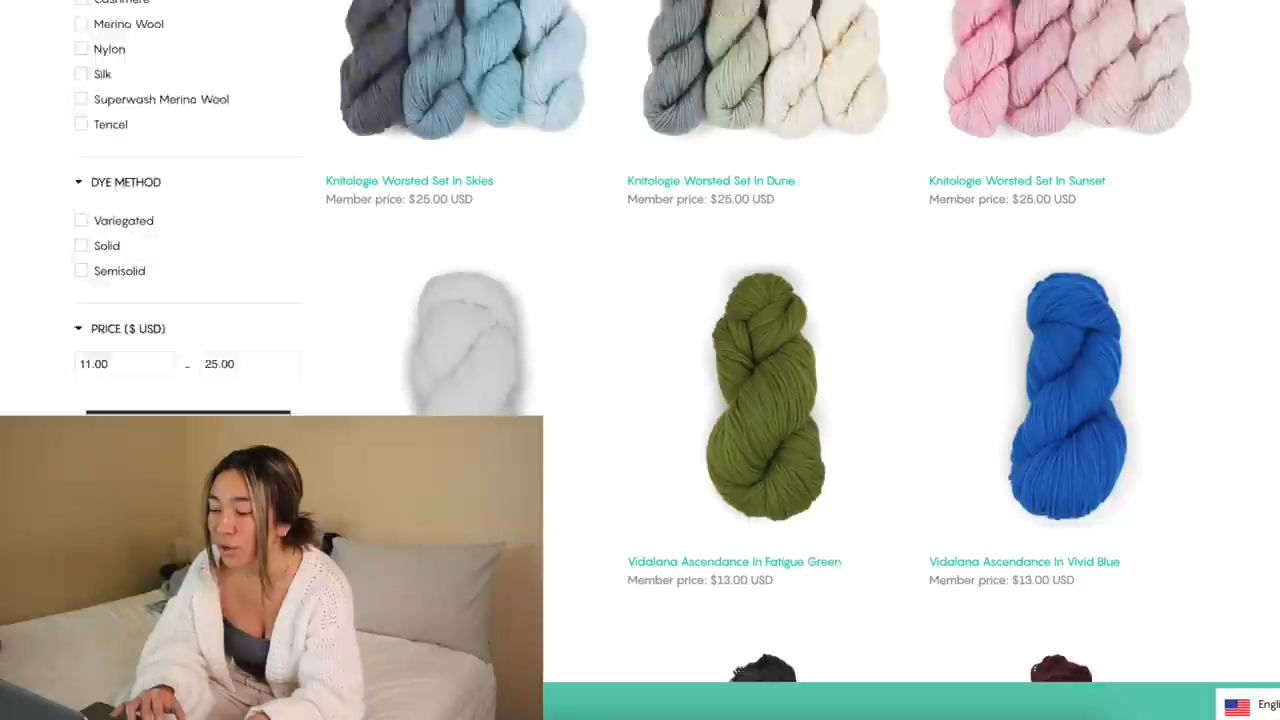 Cashmere
Merino Wool
Nylon
Silk
Superwash Merino Wool
Tencel
DYE METHOD
Variegated
Solid
Semisolid
PRICE ($ USD)
11.00 - 25.00
Knitologie Worsted Set In Skies
Member price: $25.00 USD
Knitologie Worsted Set In Dune
Member price: $25.00 USD
Knitologie Worsted Set In Sunset
Member price: $25.00 USD
Vidalana Ascendance In Fatigue Green
Member price: $13.00 USD
Vidalana Ascendance In Vivid Blue
Member price: $13.00 USD
Engli